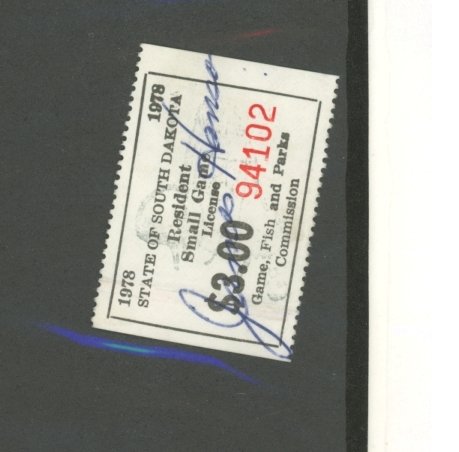 1978 1978
STATE OF SOUTH DAKOTA
Resident
Small Game
License
$3.00 94102
Game, Fish and Parks
Commission